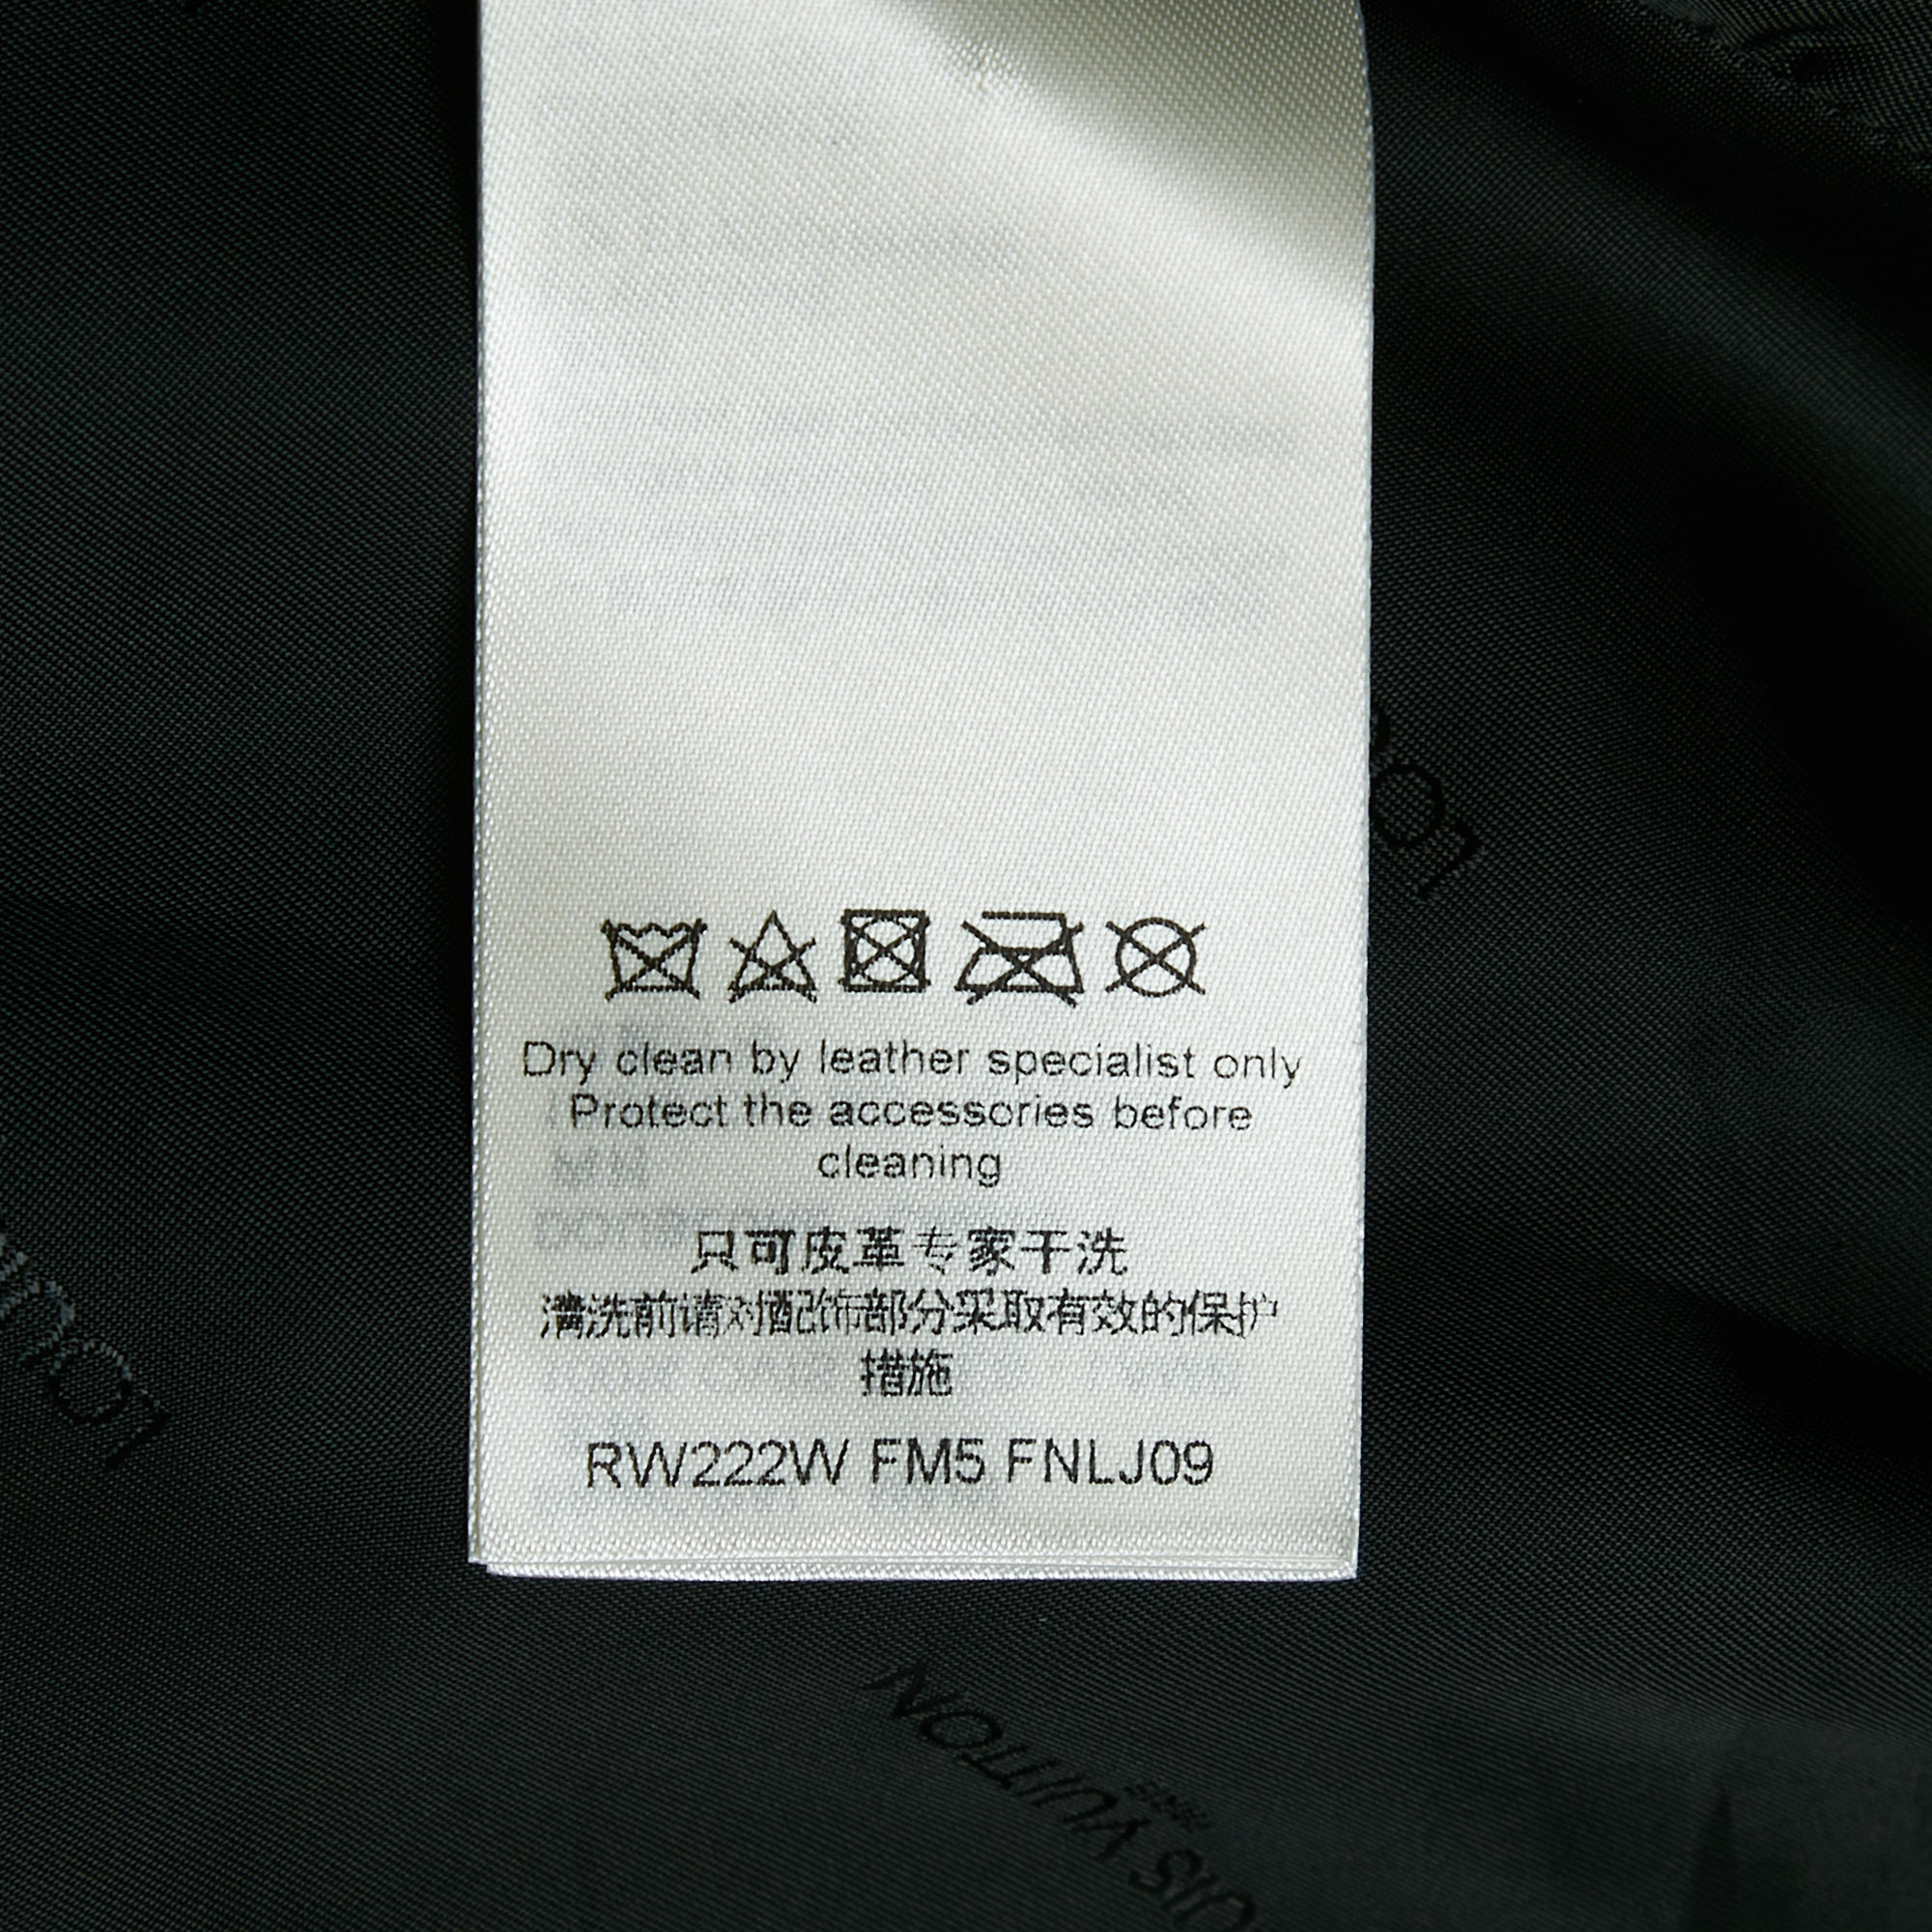 Dry clean by leather specialist only
Protect the accessories before
cleaning
只可皮革专家干洗
清洗前请对配饰部分采取有效的保护
措施
RW222W FM5 FNLJ09
VUITTON